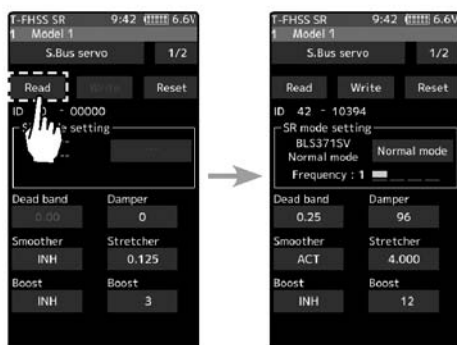 T-FHSS SR 9:42 6.6V
1 Model 1
S.Bus servo 1/2
Read Write Reset
ID - 00000
SR mode setting
Dead band Damper
0.00 0
Smoother Stretcher
INH 0.125
Boost Boost
INH 3
T-FHSS SR 9:42 6.6V
1 Model 1
S.Bus servo 1/2
Read Write Reset
ID 42 - 10394
SR mode setting
BLS371SV
Normal mode Normal mode
Frequency : 1
Dead band Damper
0.25 96
Smoother Stretcher
ACT 4.000
Boost Boost
INH 12